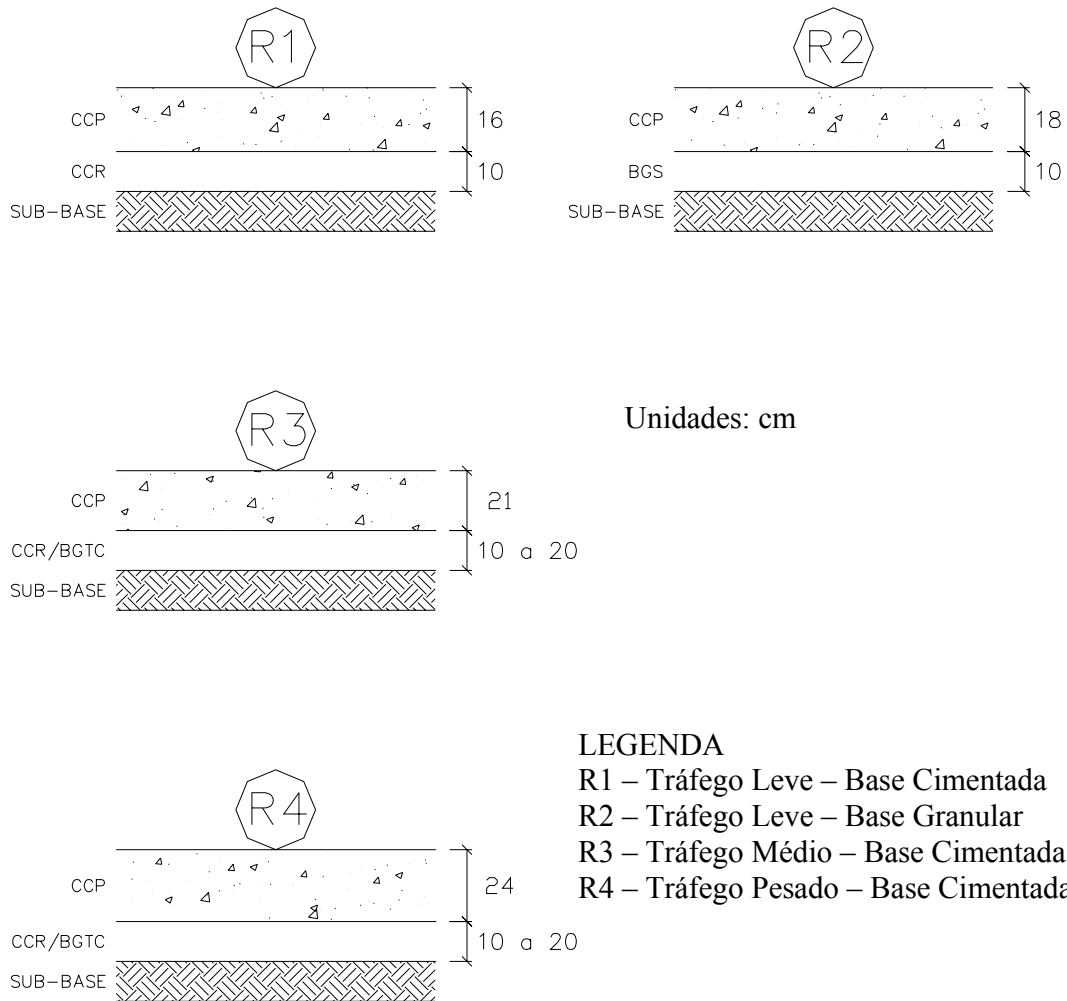 R1
CCP
16
CCR
10
SUB-BASE
R2
CCP
18
BGS
10
SUB-BASE
R3
CCP
21
CCR/BGTC
10 a 20
SUB-BASE
Unidades: cm
R4
CCP
24
CCR/BGTC
10 a 20
SUB-BASE
LEGENDA
R1 – Tráfego Leve – Base Cimentada
R2 – Tráfego Leve – Base Granular
R3 – Tráfego Médio – Base Cimentada
R4 – Tráfego Pesado – Base Cimentada